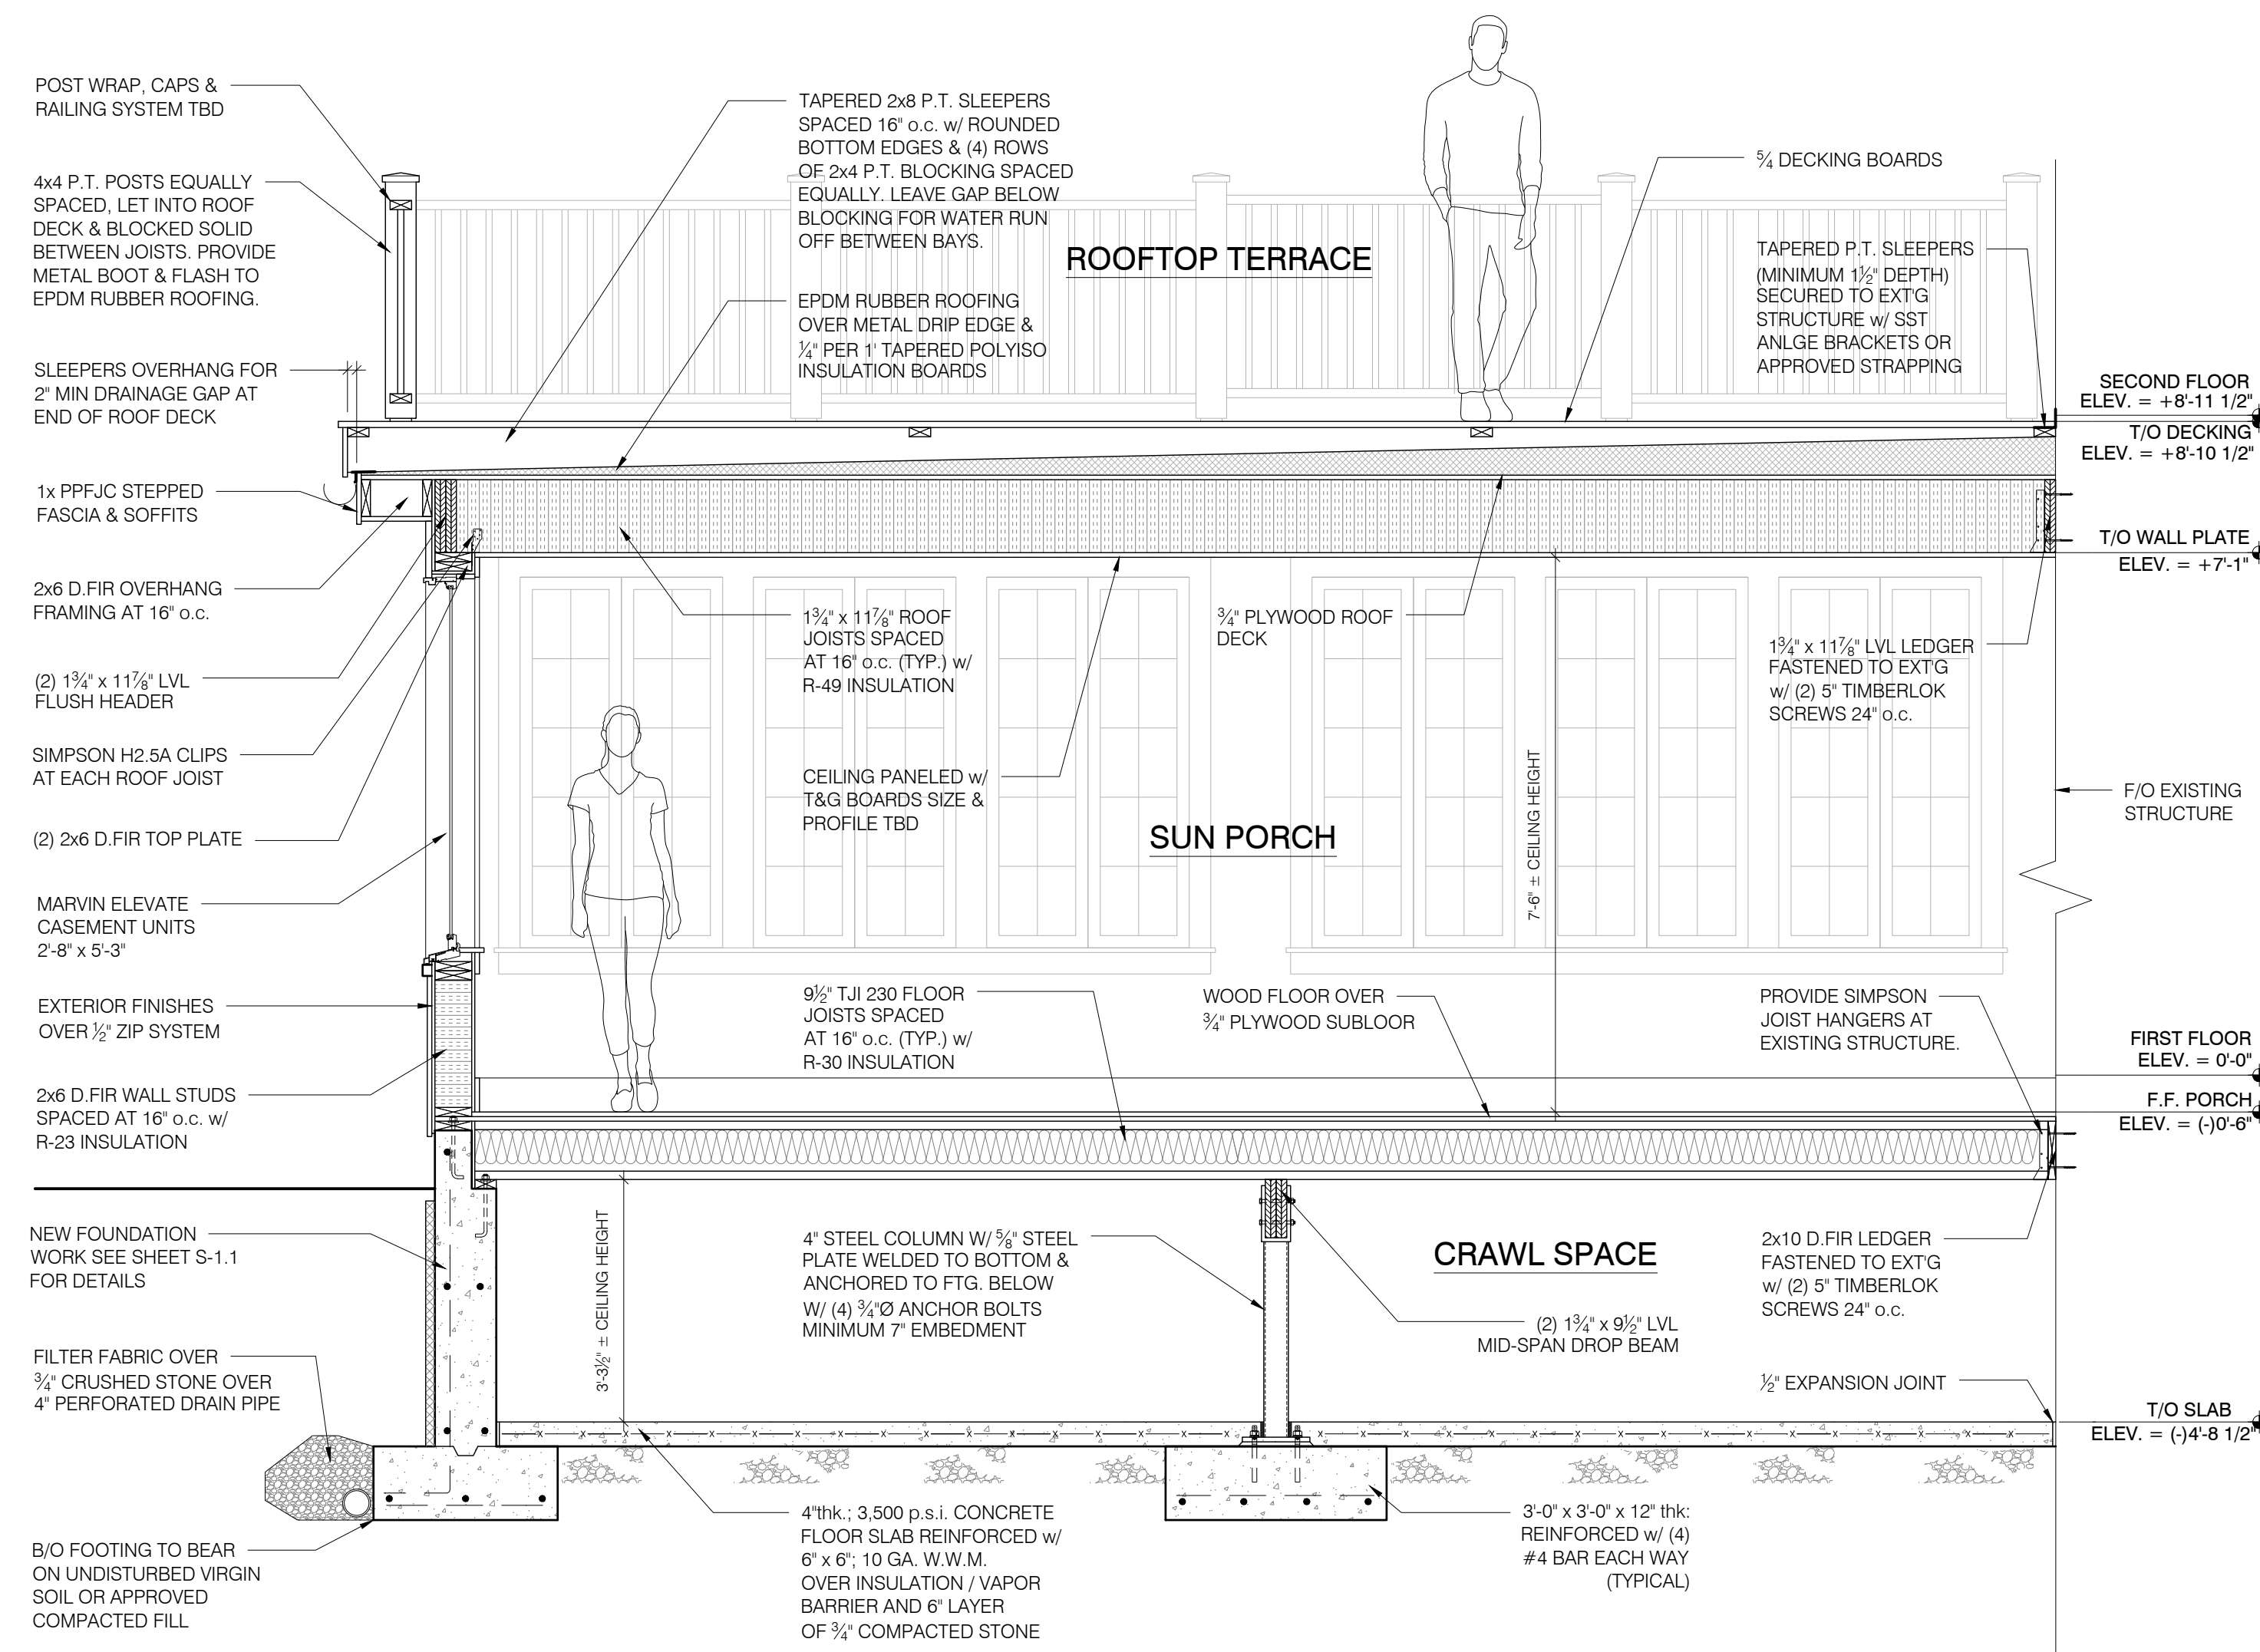 POST WRAP, CAPS &
RAILING SYSTEM TBD
4x4 P.T. POSTS EQUALLY
SPACED, LET INTO ROOF
DECK & BLOCKED SOLID
BETWEEN JOISTS. PROVIDE
METAL BOOT & FLASH TO
EPDM RUBBER ROOFING.
SLEEPERS OVERHANG FOR
2" MIN DRAINAGE GAP AT
END OF ROOF DECK
1x PPFJC STEPPED
FASCIA & SOFFITS
2x6 D.FIR OVERHANG
FRAMING AT 16" o.c.
(2) 1¾" x 11⅞" LVL
FLUSH HEADER
SIMPSON H2.5A CLIPS
AT EACH ROOF JOIST
(2) 2x6 D.FIR TOP PLATE
MARVIN ELEVATE
CASEMENT UNITS
2'-8" x 5'-3"
EXTERIOR FINISHES
OVER ½" ZIP SYSTEM
2x6 D.FIR WALL STUDS
SPACED AT 16" o.c. w/
R-23 INSULATION
NEW FOUNDATION
WORK SEE SHEET S-1.1
FOR DETAILS
FILTER FABRIC OVER
¾" CRUSHED STONE OVER
4" PERFORATED DRAIN PIPE
B/O FOOTING TO BEAR
ON UNDISTURBED VIRGIN
SOIL OR APPROVED
COMPACTED FILL
TAPERED 2x8 P.T. SLEEPERS
SPACED 16" o.c. w/ ROUNDED
BOTTOM EDGES & (4) ROWS
OF 2x4 P.T. BLOCKING SPACED
EQUALLY. LEAVE GAP BELOW
BLOCKING FOR WATER RUN
OFF BETWEEN BAYS.
EPDM RUBBER ROOFING
OVER METAL DRIP EDGE &
¼" PER 1' TAPERED POLYISO
INSULATION BOARDS
ROOFTOP TERRACE
5/4 DECKING BOARDS
TAPERED P.T. SLEEPERS
(MINIMUM 1½" DEPTH)
SECURED TO EXT'G
STRUCTURE w/ SST
ANLGE BRACKETS OR
APPROVED STRAPPING
SECOND FLOOR
ELEV. = +8'-11 1/2"
T/O DECKING
ELEV. = +8'-10 1/2"
T/O WALL PLATE
ELEV. = +7'-1"
1¾" x 11⅞" ROOF
JOISTS SPACED
AT 16" o.c. (TYP.) w/
R-49 INSULATION
¾" PLYWOOD ROOF
DECK
1¾" x 11⅞" LVL LEDGER
FASTENED TO EXT'G
w/ (2) 5" TIMBERLOK
SCREWS 24" o.c.
CEILING PANELED w/
T&G BOARDS SIZE &
PROFILE TBD
SUN PORCH
7'-6" ± CEILING HEIGHT
F/O EXISTING
STRUCTURE
9½" TJI 230 FLOOR
JOISTS SPACED
AT 16" o.c. (TYP.) w/
R-30 INSULATION
WOOD FLOOR OVER
¾" PLYWOOD SUBLOOR
PROVIDE SIMPSON
JOIST HANGERS AT
EXISTING STRUCTURE.
FIRST FLOOR
ELEV. = 0'-0"
F.F. PORCH
ELEV. = (-)0'-6"
3'-3½" ± CEILING HEIGHT
4" STEEL COLUMN W/ ⅝" STEEL
PLATE WELDED TO BOTTOM &
ANCHORED TO FTG. BELOW
W/ (4) ¾"Ø ANCHOR BOLTS
MINIMUM 7" EMBEDMENT
CRAWL SPACE
(2) 1¾" x 9½" LVL
MID-SPAN DROP BEAM
2x10 D.FIR LEDGER
FASTENED TO EXT'G
w/ (2) 5" TIMBERLOK
SCREWS 24" o.c.
½" EXPANSION JOINT
T/O SLAB
ELEV. = (-)4'-8 1/2"
4"thk.; 3,500 p.s.i. CONCRETE
FLOOR SLAB REINFORCED w/
6" x 6"; 10 GA. W.W.M.
OVER INSULATION / VAPOR
BARRIER AND 6" LAYER
OF ¾" COMPACTED STONE
3'-0" x 3'-0" x 12" thk:
REINFORCED w/ (4)
#4 BAR EACH WAY
(TYPICAL)